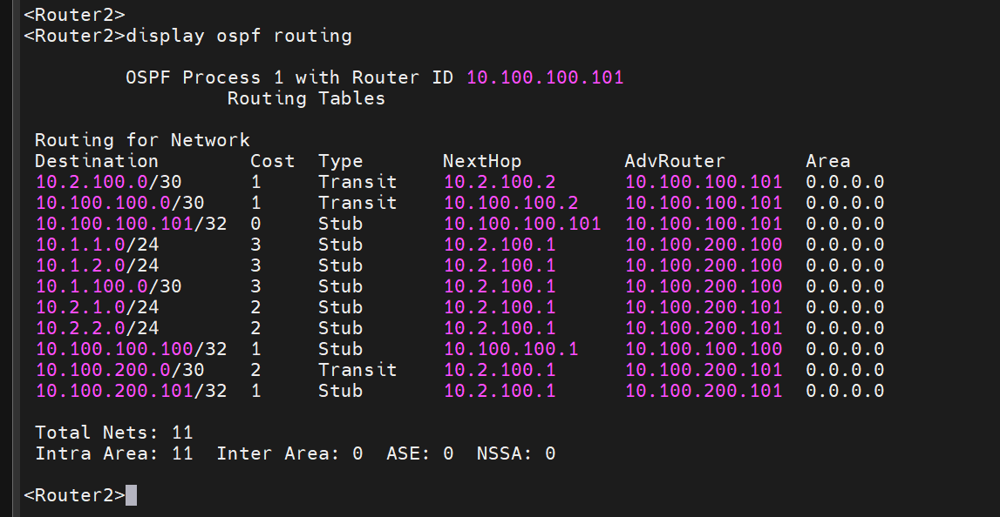 <Router2>
<Router2>display ospf routing
OSPF Process 1 with Router ID 10.100.100.101
Routing Tables
Routing for Network
Destination Cost Type NextHop AdvRouter Area
10.2.100.0/30 1 Transit 10.2.100.2 10.100.100.101 0.0.0.0
10.100.100.0/30 1 Transit 10.100.100.2 10.100.100.101 0.0.0.0
10.100.100.101/32 0 Stub 10.100.100.101 10.100.100.101 0.0.0.0
10.1.1.0/24 3 Stub 10.2.100.1 10.100.200.100 0.0.0.0
10.1.2.0/24 3 Stub 10.2.100.1 10.100.200.100 0.0.0.0
10.1.100.0/30 3 Stub 10.2.100.1 10.100.200.100 0.0.0.0
10.2.1.0/24 2 Stub 10.2.100.1 10.100.200.101 0.0.0.0
10.2.2.0/24 2 Stub 10.2.100.1 10.100.200.101 0.0.0.0
10.100.100.100/32 1 Stub 10.100.100.1 10.100.100.100 0.0.0.0
10.100.200.0/30 2 Transit 10.2.100.1 10.100.200.101 0.0.0.0
10.100.200.101/32 1 Stub 10.2.100.1 10.100.200.101 0.0.0.0
Total Nets: 11
Intra Area: 11 Inter Area: 0 ASE: 0 NSSA: 0
<Router2>